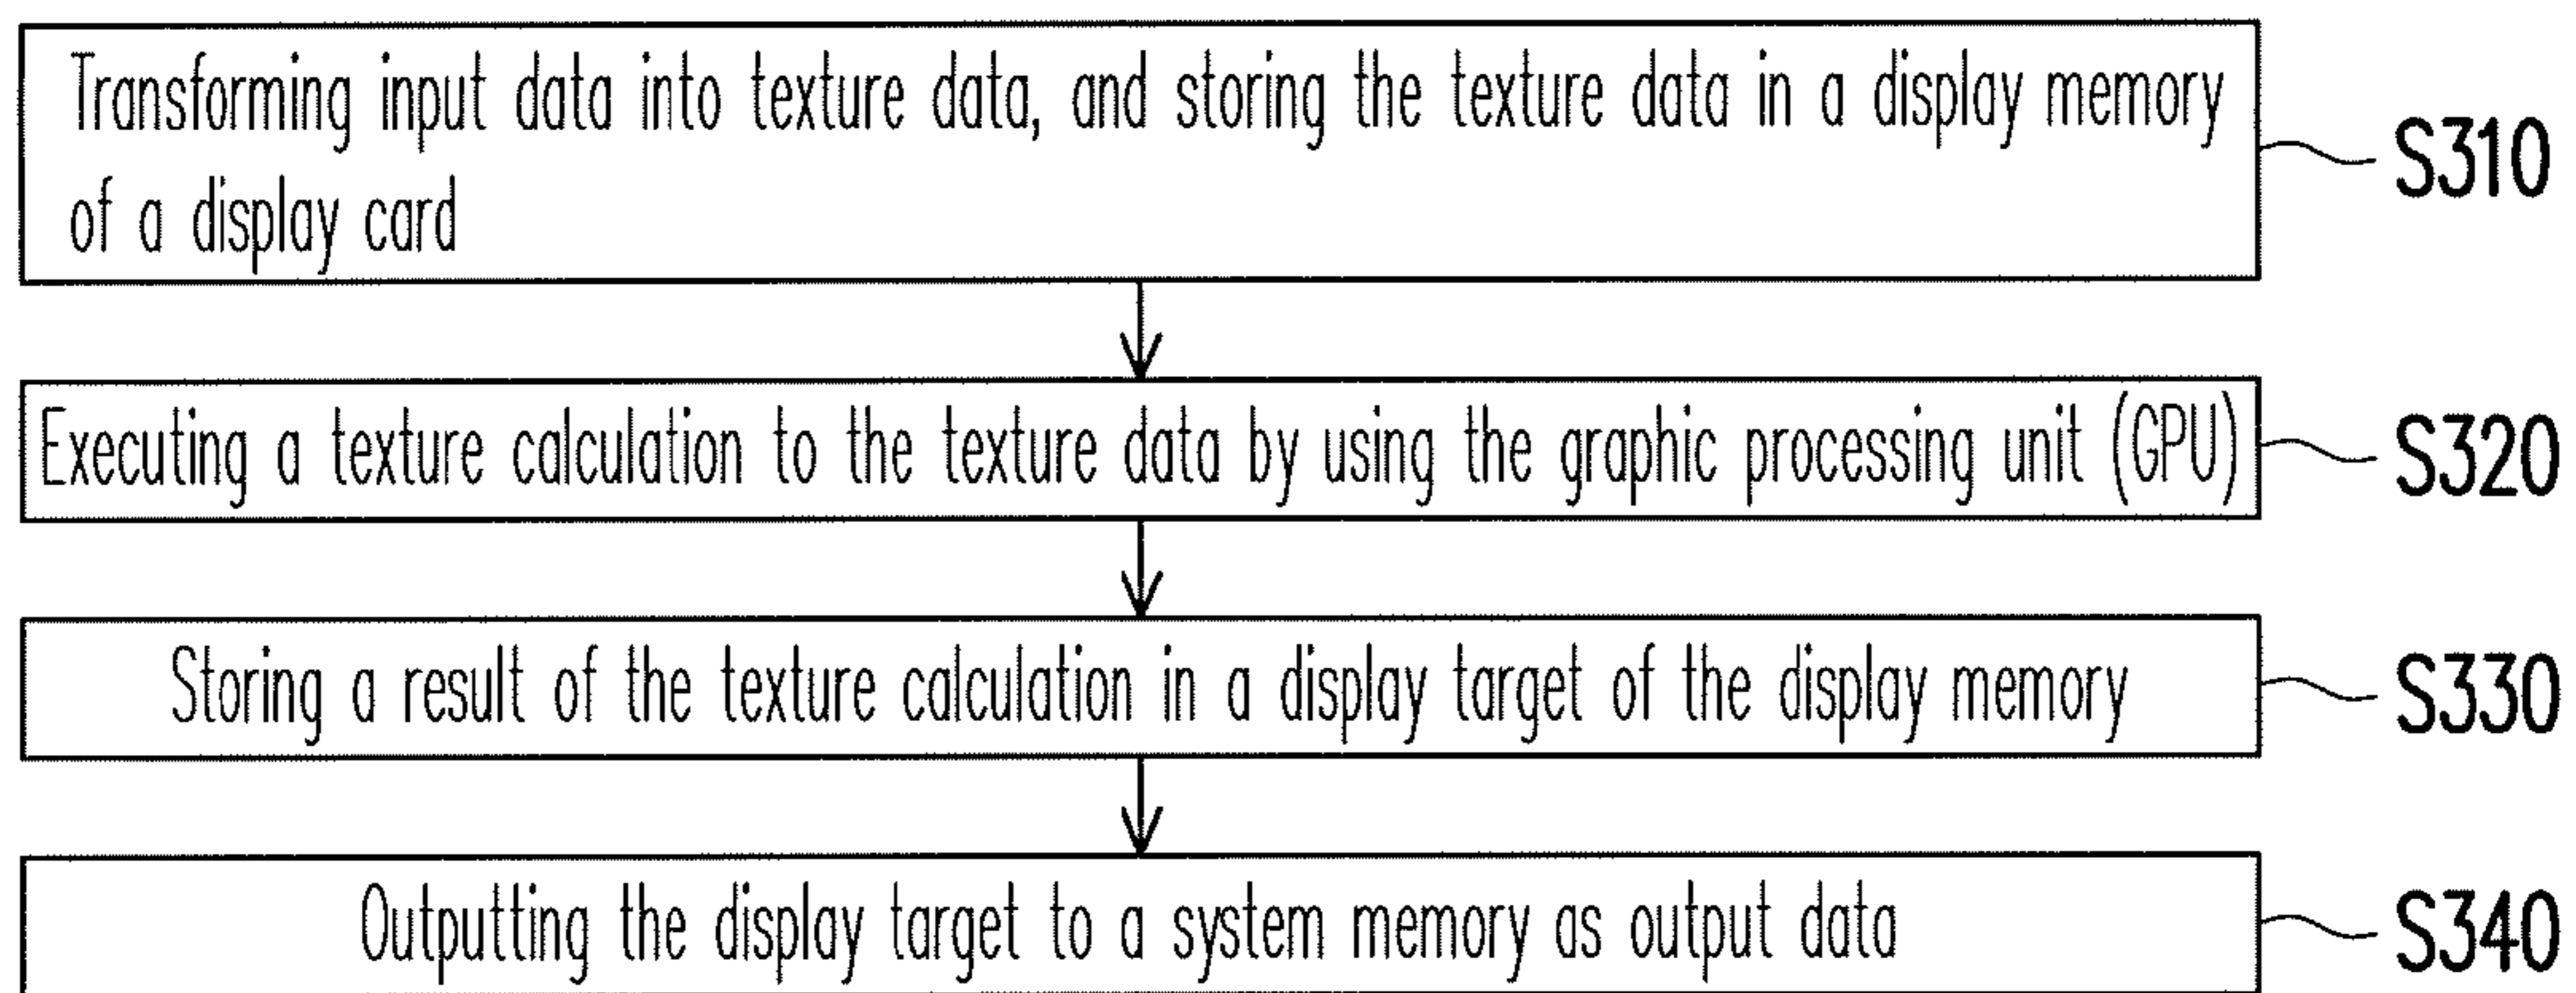 Transforming input data into texture data, and storing the texture data in a display memory
of a display card
S310
Executing a texture calculation to the texture data by using the graphic processing unit (GPU)
S320
Storing a result of the texture calculation in a display target of the display memory
S330
Outputting the display target to a system memory as output data
S340